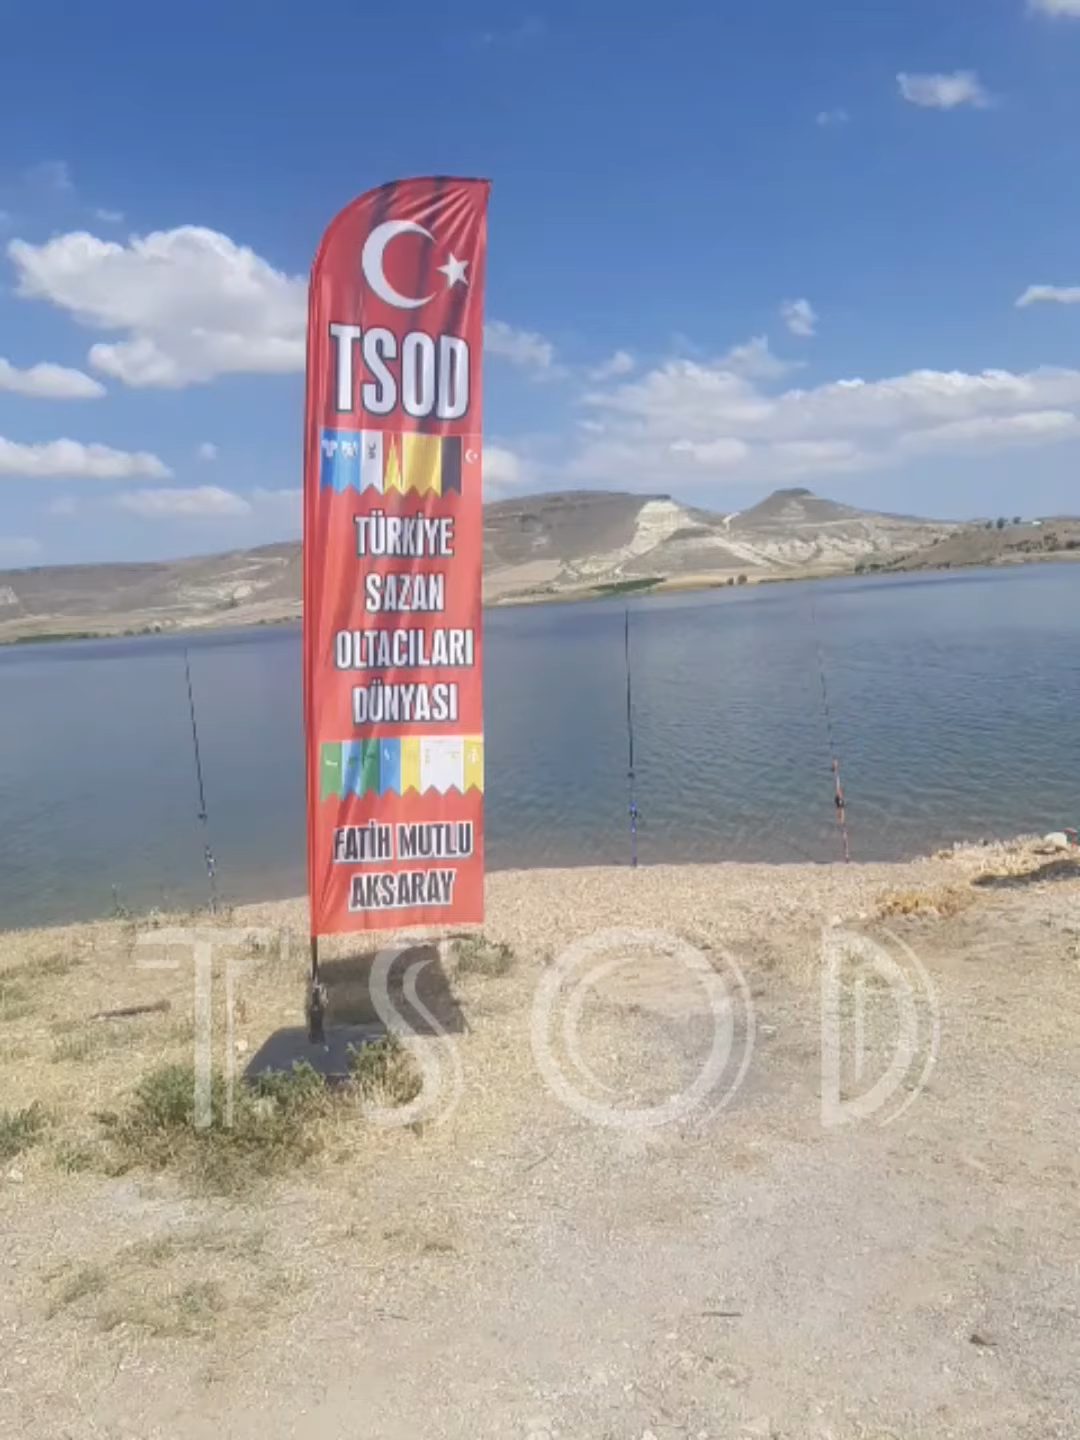 TSOD
TÜRKİYE
SAZAN
OLTACILARI
DÜNYASI
FATİH MUTLU
AKSARAY
TSOD